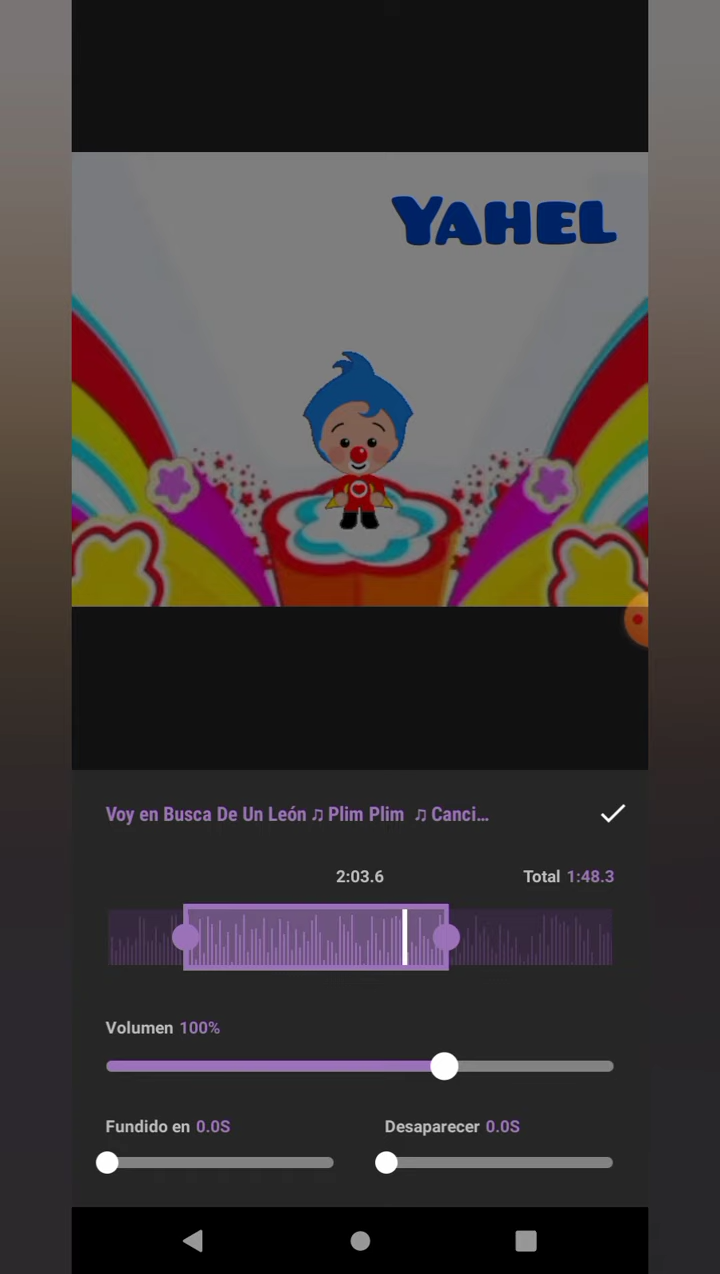 YAHEL
Voy en Busca De Un León ♫ Plim Plim ♫ Canci...
2:03.6
Total 1:48.3
Volumen 100%
Fundido en 0.0S
Desaparecer 0.0S